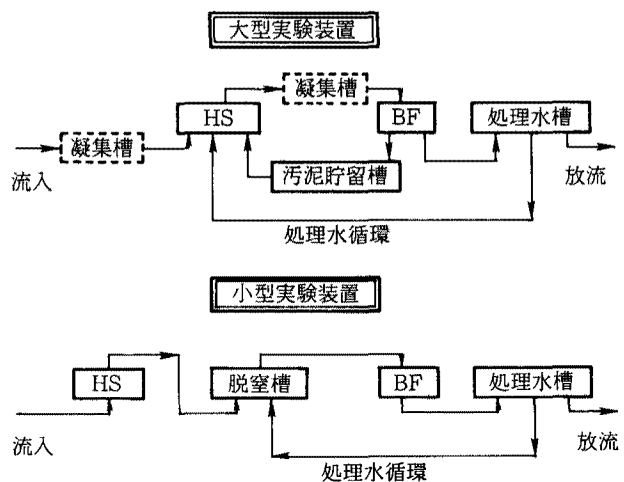 大型実験装置
凝集槽
HS
BF
処理水槽
凝集槽
汚泥貯留槽
流入
放流
処理水循環
小型実験装置
HS
脱窒槽
BF
処理水槽
流入
放流
処理水循環